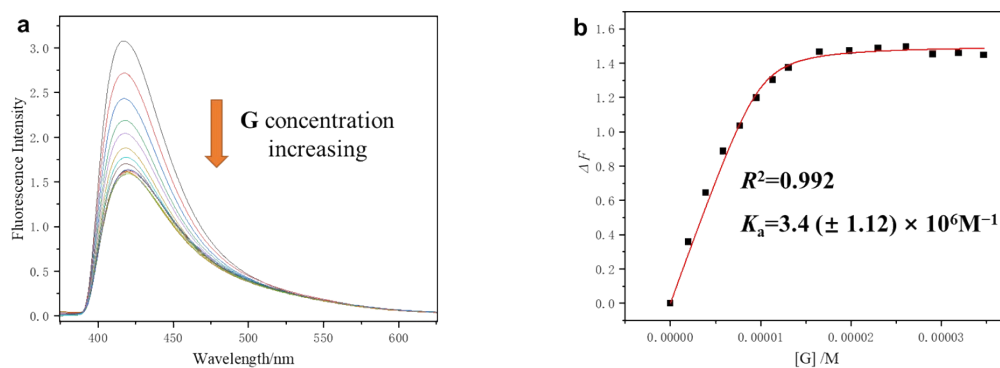 a
3.0
2.5
2.0
1.5
1.0
0.5
0.0
Fluorescence Intensity
G concentration
increasing
400 450 500 550 600
Wavelength/nm
b
1.6
1.4
1.2
1.0
0.8
0.6
0.4
0.2
0.0
ΔF
R²=0.992
Kₐ=3.4 (± 1.12) × 10⁶M⁻¹
0.00000 0.00001 0.00002 0.00003
[G] /M